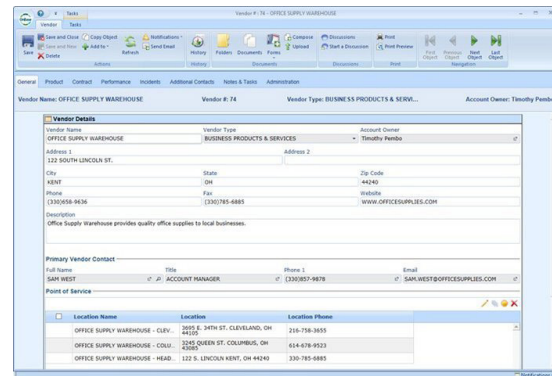 Tasks
Vendor # : 74 - OFFICE SUPPLY WAREHOUSE
Vendor Tasks
Save
Save and Close
Save and New
Delete
Copy Object
Add to
Refresh
Notifications
Send Email
Actions
History
History
Folders
Documents
Forms
Compose
Upload
Documents
Discussions
Start a Discussion
Discussions
Print
Print Preview
Print
First Object
Previous Object
Next Object
Last Object
Navigation
General Product Contract Performance Incidents Additional Contacts Notes & Tasks Administration
Vendor Name: OFFICE SUPPLY WAREHOUSE Vendor #: 74 Vendor Type: BUSINESS PRODUCTS & SERVI... Account Owner: Timothy Pembo
Vendor Details
Vendor Name Vendor Type Account Owner
OFFICE SUPPLY WAREHOUSE BUSINESS PRODUCTS & SERVICES Timothy Pembo
Address 1 Address 2
122 SOUTH LINCOLN ST.
City State Zip Code
KENT OH 44240
Phone Fax Website
(330)658-9636 (330)785-6885 WWW.OFFICESUPPLIES.COM
Description
Office Supply Warehouse provides quality office supplies to local businesses.
Primary Vendor Contact
Full Name Title Phone 1 Email
SAM WEST ACCOUNT MANAGER (330)857-9878 SAM.WEST@OFFICESUPPLIES.COM
Point of Service
Location Name Location Location Phone
OFFICE SUPPLY WAREHOUSE - CLEV... 3695 E. 34TH ST. CLEVELAND, OH 44105 216-758-3655
OFFICE SUPPLY WAREHOUSE - COLU... 3245 QUEEN ST. COLUMBUS, OH 43085 614-678-9523
OFFICE SUPPLY WAREHOUSE - HEAD... 122 S. LINCOLN KENT, OH 44240 330-785-6885
Notifications